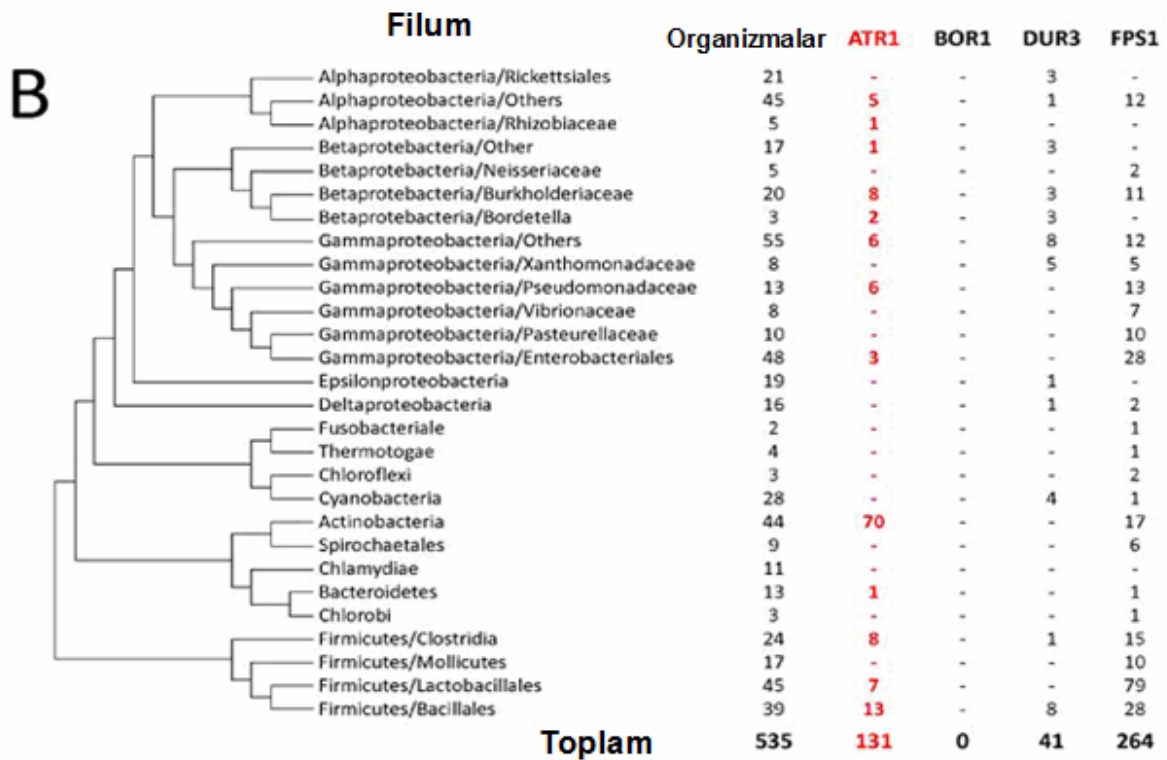 Filum Organizmalar ATR1 BOR1 DUR3 FPS1
B
Alphaproteobacteria/Rickettsiales 21 - - 3 -
Alphaproteobacteria/Others 45 5 - 1 12
Alphaproteobacteria/Rhizobiaceae 5 1 - - -
Betaprotebacteria/Other 17 1 - 3 -
Betaprotebacteria/Neisseriaceae 5 - - - 2
Betaprotebacteria/Burkholderiaceae 20 8 - 3 11
Betaprotebacteria/Bordetella 3 2 - 3 -
Gammaproteobacteria/Others 55 6 - 8 12
Gammaproteobacteria/Xanthomonadaceae 8 - - 5 5
Gammaproteobacteria/Pseudomonadaceae 13 6 - - 13
Gammaproteobacteria/Vibrionaceae 8 - - - 7
Gammaproteobacteria/Pasteurellaceae 10 - - - 10
Gammaproteobacteria/Enterobacteriales 48 3 - - 28
Epsilonproteobacteria 19 - - 1 -
Deltaproteobacteria 16 - - 1 2
Fusobacteriale 2 - - - 1
Thermotogae 4 - - - 1
Chloroflexi 3 - - - 2
Cyanobacteria 28 - - 4 1
Actinobacteria 44 70 - - 17
Spirochaetales 9 - - - 6
Chlamydiae 11 - - - -
Bacteroidetes 13 1 - - 1
Chlorobi 3 - - - 1
Firmicutes/Clostridia 24 8 - 1 15
Firmicutes/Mollicutes 17 - - - 10
Firmicutes/Lactobacillales 45 7 - - 79
Firmicutes/Bacillales 39 13 - 8 28
Toplam 535 131 0 41 264